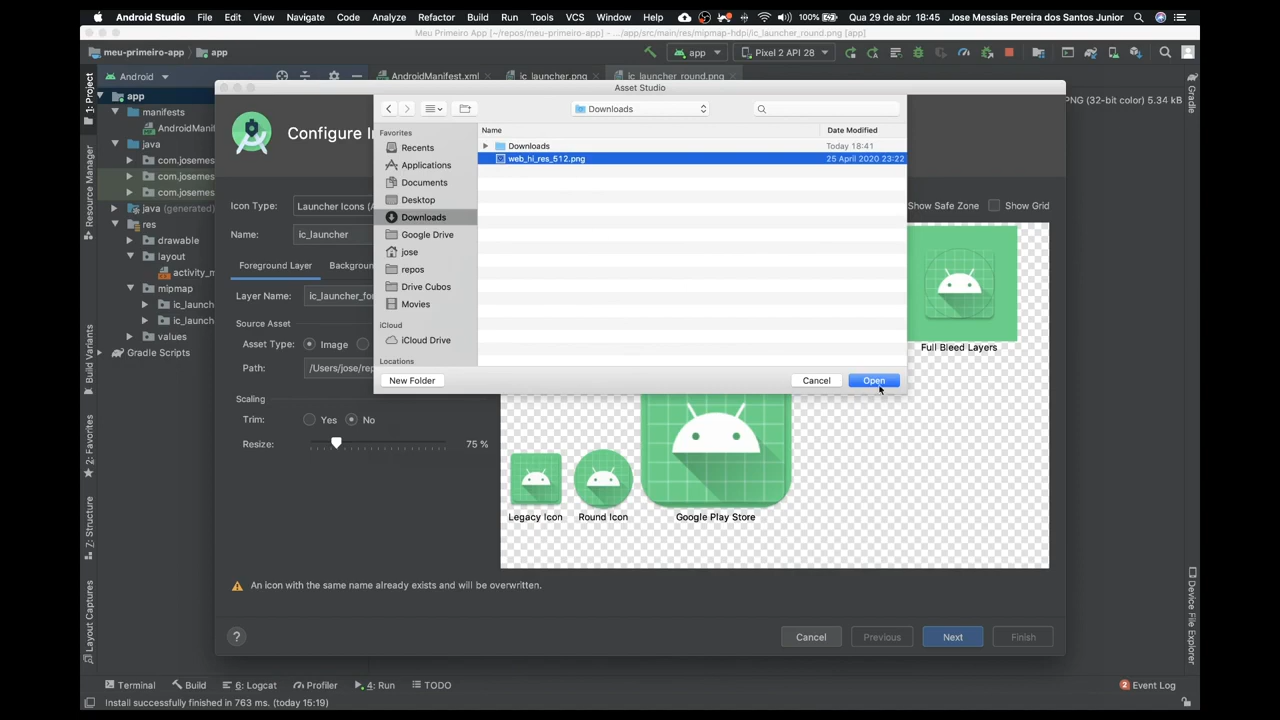 Android Studio File Edit View Navigate Code Analyze Refactor Build Run Tools VCS Window Help 100% Qua 29 de abr 18:45 Jose Messias Pereira dos Santos Junior
Meu Primeiro App [~/repos/meu-primeiro-app] - .../app/src/main/res/mipmap-hdpi/ic_launcher_round.png [app]
meu-primeiro-app app app Pixel 2 API 28
Android AndroidManifest.xml ic_launcher.png ic_launcher_round.png
1: Project
Resource Manager
Build Variants
2: Favorites
7: Structure
Layout Captures
Gradle
Device File Explorer
PNG (32-bit color) 5.34 kB
app
manifests
AndroidManif
java
com.josemes
com.josemes
com.josemes
java (generated)
res
drawable
layout
activity_m
mipmap
ic_launch
ic_launch
values
Gradle Scripts
Asset Studio
Configure I
Icon Type: Launcher Icons (A
Name: ic_launcher
Foreground Layer Backgroun
Layer Name: ic_launcher_fo
Source Asset
Asset Type: Image
Path: /Users/jose/rep
Scaling
Trim: Yes No
Resize: 75 %
Show Safe Zone Show Grid
Full Bleed Layers
Legacy Icon Round Icon Google Play Store
Downloads
Favorites
Recents
Applications
Documents
Desktop
Downloads
Google Drive
jose
repos
Drive Cubos
Movies
iCloud
iCloud Drive
Locations
Name Date Modified
Downloads Today 18:41
web_hi_res_512.png 25 April 2020 23:22
New Folder Cancel Open
An icon with the same name already exists and will be overwritten.
? Cancel Previous Next Finish
Terminal Build 6: Logcat Profiler 4: Run TODO 2 Event Log
Install successfully finished in 763 ms. (today 15:19)